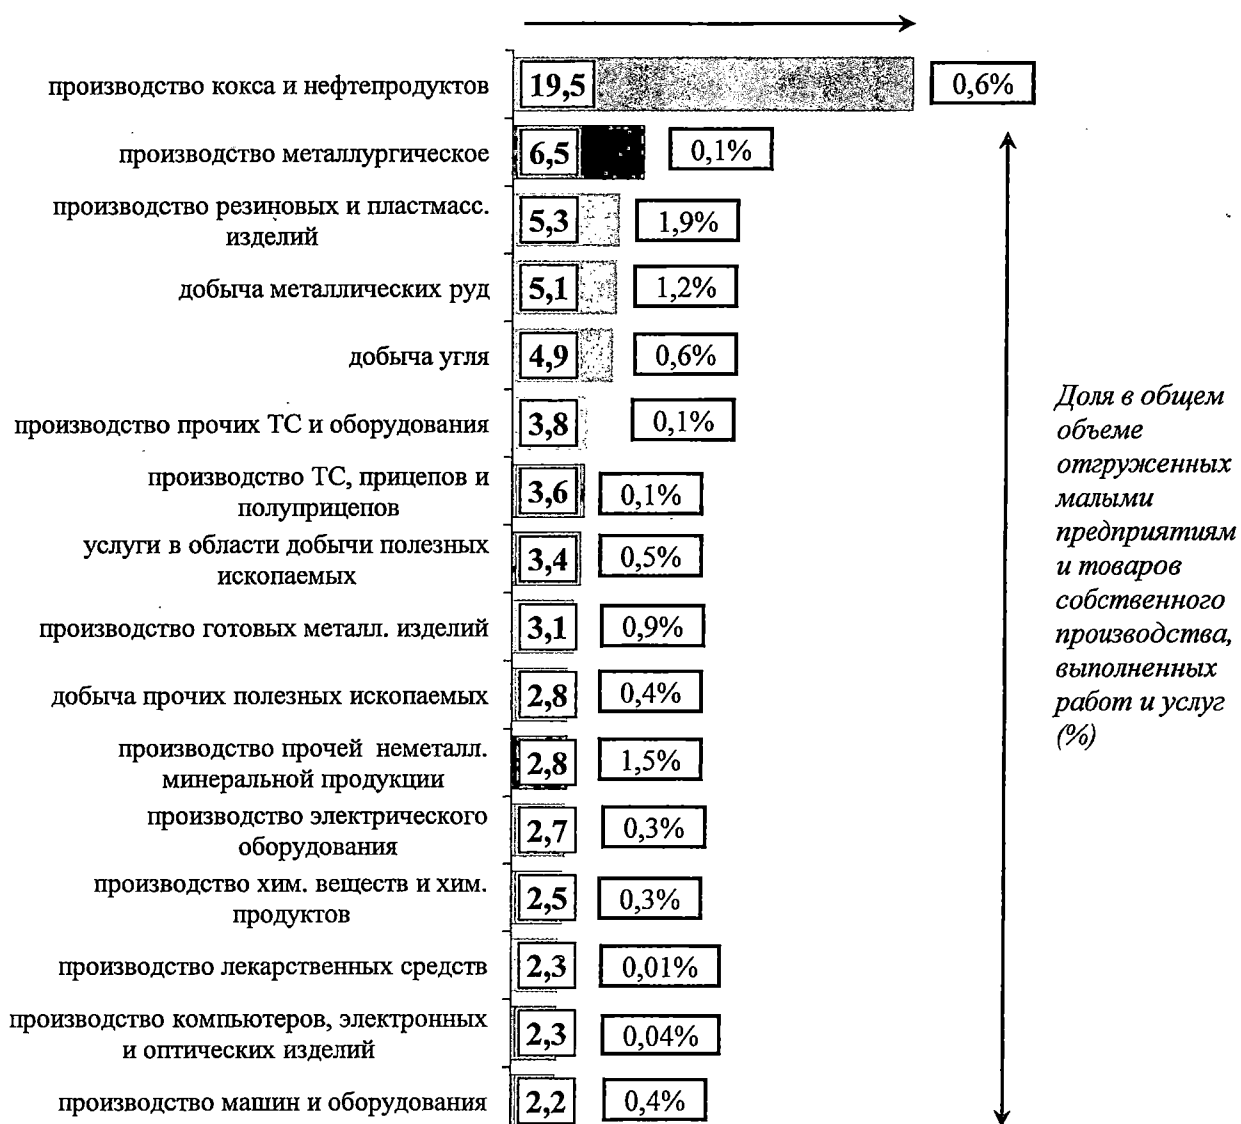 производство кокса и нефтепродуктов 19,5 0,6%
производство металлургическое 6,5 0,1%
производство резиновых и пластмасс.
изделий 5,3 1,9%
добыча металлических руд 5,1 1,2%
добыча угля 4,9 0,6%
производство прочих ТС и оборудования 3,8 0,1%
производство ТС, прицепов и
полуприцепов 3,6 0,1%
услуги в области добычи полезных
ископаемых 3,4 0,5%
производство готовых металл. изделий 3,1 0,9%
добыча прочих полезных ископаемых 2,8 0,4%
производство прочей неметалл.
минеральной продукции 2,8 1,5%
производство электрического
оборудования 2,7 0,3%
производство хим. веществ и хим.
продуктов 2,5 0,3%
производство лекарственных средств 2,3 0,01%
производство компьютеров, электронных
и оптических изделий 2,3 0,04%
производство машин и оборудования 2,2 0,4%
Доля в общем
объеме
отгруженных
малыми
предприятиям
и товаров
собственного
производства,
выполненных
работ и услуг
(%)